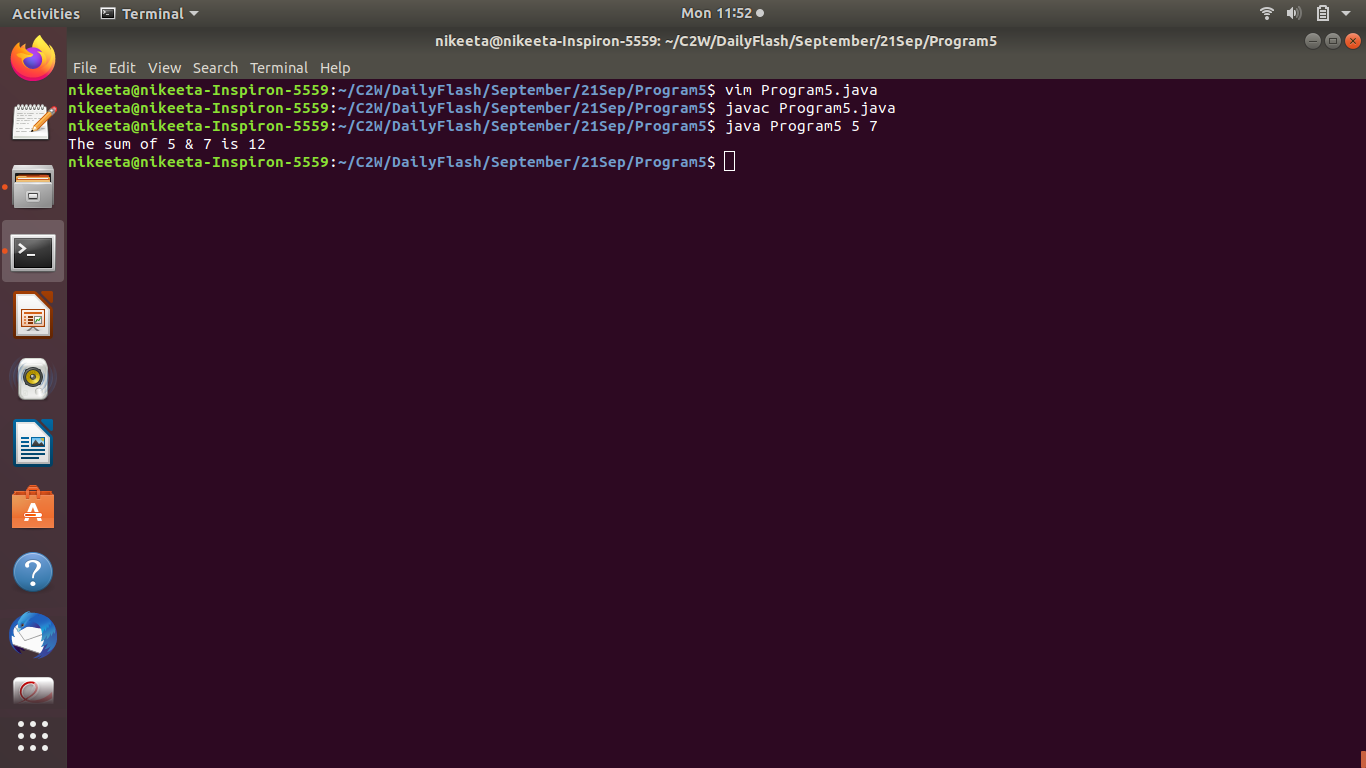 Activities Terminal Mon 11:52
nikeeta@nikeeta-Inspiron-5559: ~/C2W/DailyFlash/September/21Sep/Program5
File Edit View Search Terminal Help
nikeeta@nikeeta-Inspiron-5559:~/C2W/DailyFlash/September/21Sep/Program5$ vim Program5.java
nikeeta@nikeeta-Inspiron-5559:~/C2W/DailyFlash/September/21Sep/Program5$ javac Program5.java
nikeeta@nikeeta-Inspiron-5559:~/C2W/DailyFlash/September/21Sep/Program5$ java Program5 5 7
The sum of 5 & 7 is 12
nikeeta@nikeeta-Inspiron-5559:~/C2W/DailyFlash/September/21Sep/Program5$